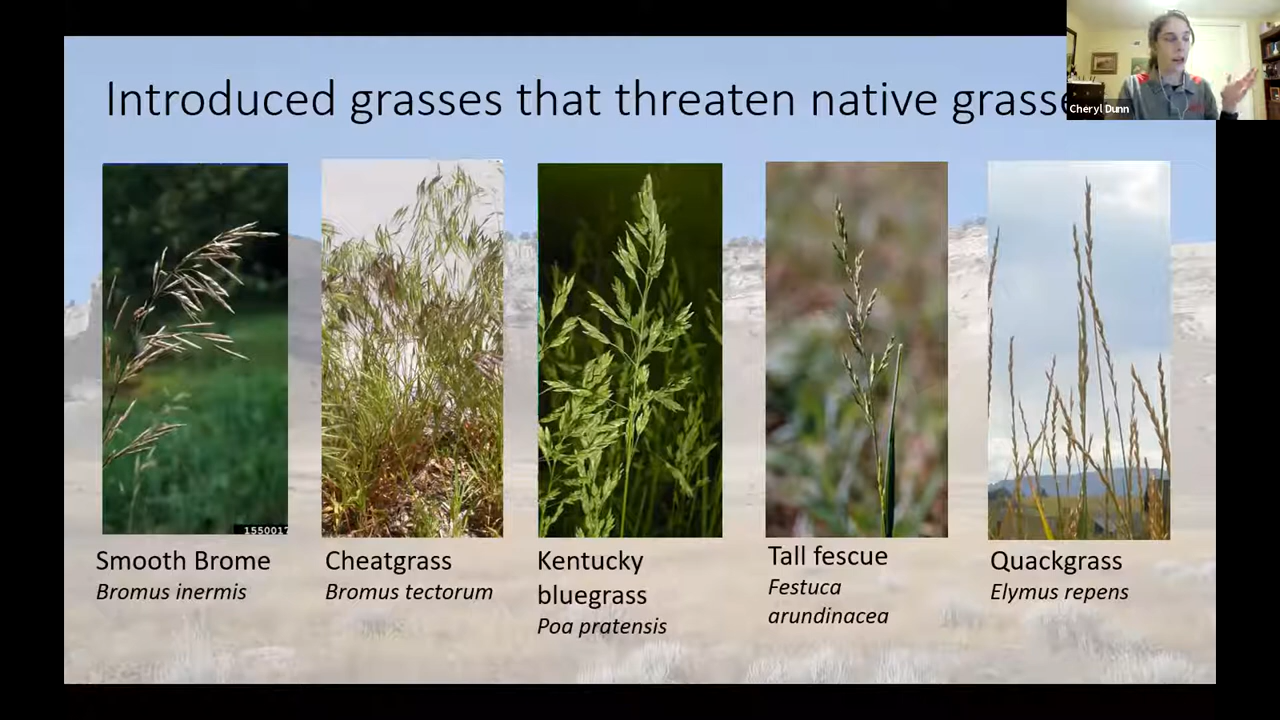 Introduced grasses that threaten native
Cheryl Dunn
1550017
Smooth Brome
Bromus inermis
Cheatgrass
Bromus tectorum
Kentucky
bluegrass
Poa pratensis
Tall fescue
Festuca
arundinacea
Quackgrass
Elymus repens